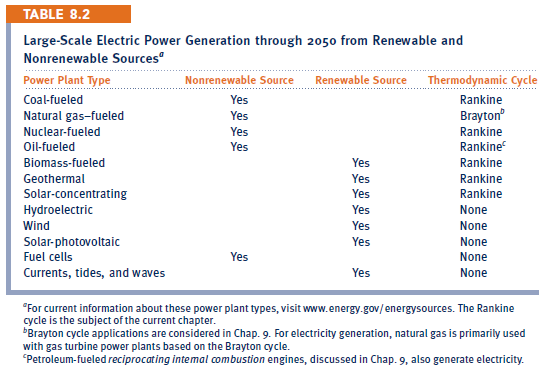 TABLE 8.2
Large-Scale Electric Power Generation through 2050 from Renewable and
Nonrenewable Sourcesᵃ
Power Plant Type Nonrenewable Source Renewable Source Thermodynamic Cycle
Coal-fueled Yes Rankine
Natural gas–fueled Yes Braytonᵇ
Nuclear-fueled Yes Rankine
Oil-fueled Yes Rankineᶜ
Biomass-fueled Yes Rankine
Geothermal Yes Rankine
Solar-concentrating Yes Rankine
Hydroelectric Yes None
Wind Yes None
Solar-photovoltaic Yes None
Fuel cells Yes None
Currents, tides, and waves Yes None
ᵃFor current information about these power plant types, visit www.energy.gov/energysources. The Rankine
cycle is the subject of the current chapter.
ᵇBrayton cycle applications are considered in Chap. 9. For electricity generation, natural gas is primarily used
with gas turbine power plants based on the Brayton cycle.
ᶜPetroleum-fueled reciprocating internal combustion engines, discussed in Chap. 9, also generate electricity.